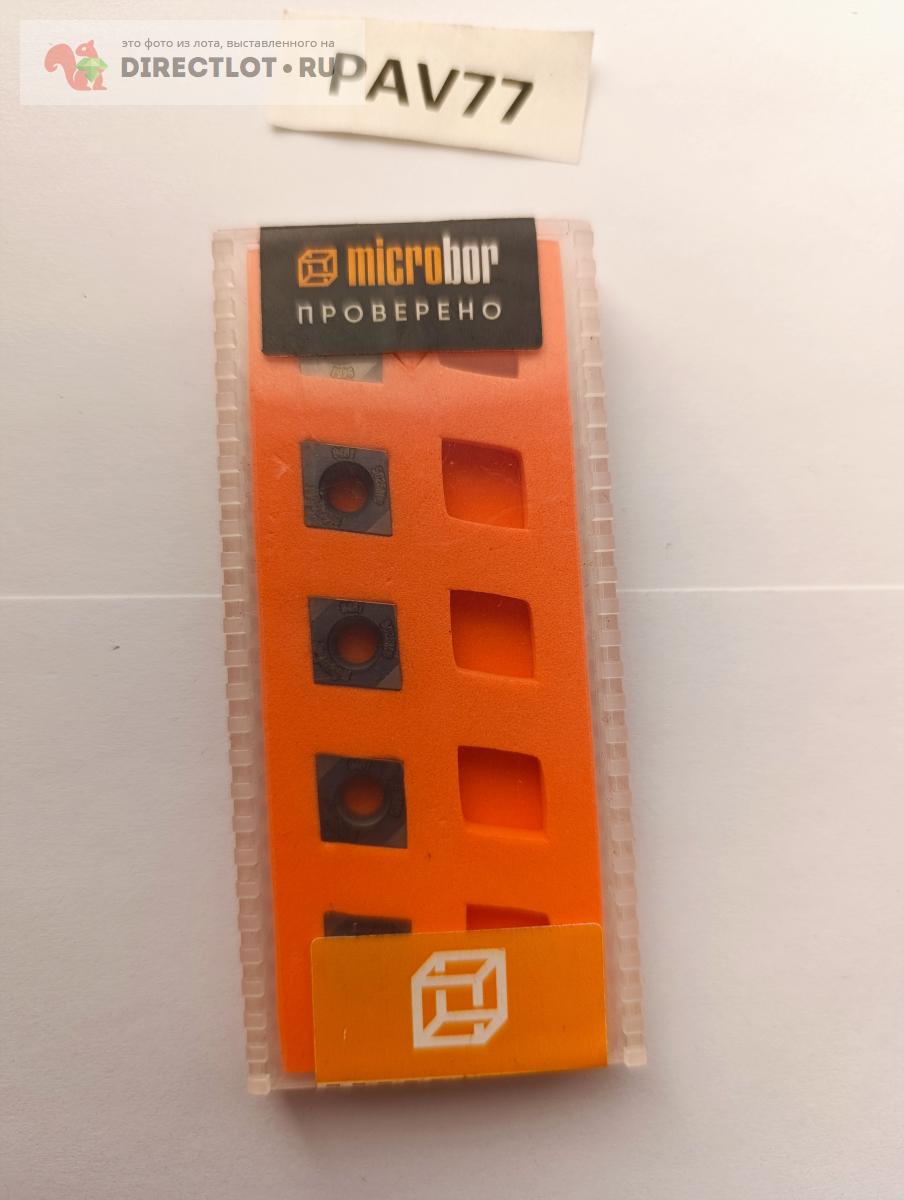 это фото из лота, выставленного на
DIRECTLOT•RU
PAV77
microbor
ПРОВЕРЕНО